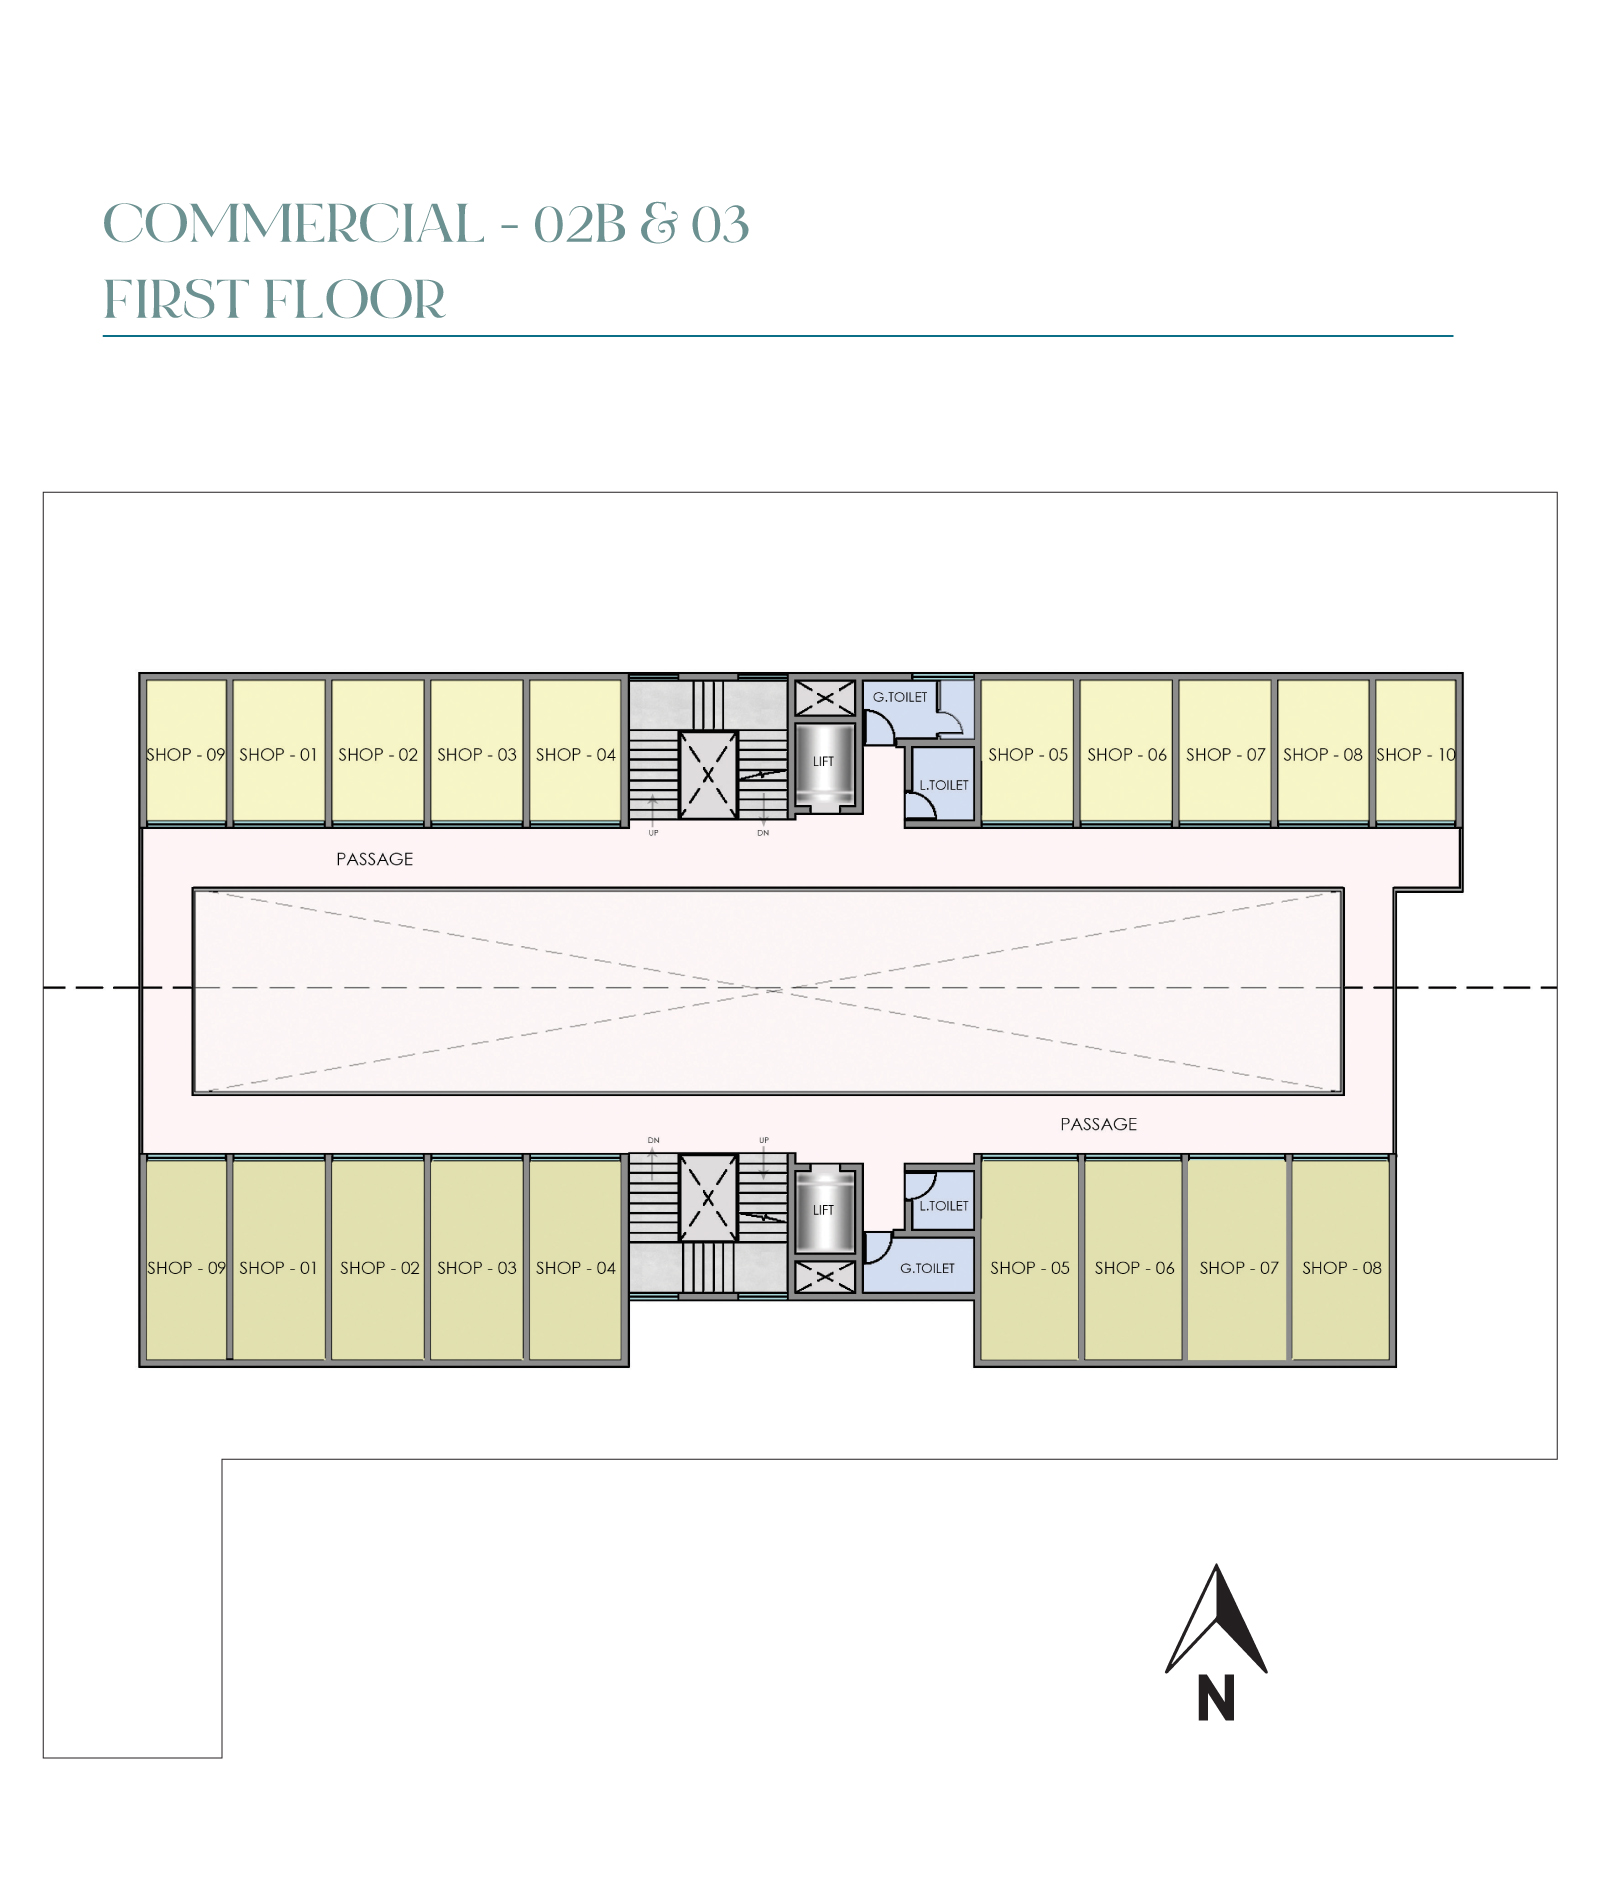 COMMERCIAL - 02B & 03
FIRST FLOOR
G.TOILET
SHOP - 09 SHOP - 01 SHOP - 02 SHOP - 03 SHOP - 04 LIFT SHOP - 05 SHOP - 06 SHOP - 07 SHOP - 08 SHOP - 10
L.TOILET
UP DN
PASSAGE
PASSAGE
DN UP
L.TOILET
LIFT
SHOP - 09 SHOP - 01 SHOP - 02 SHOP - 03 SHOP - 04 G.TOILET SHOP - 05 SHOP - 06 SHOP - 07 SHOP - 08
N